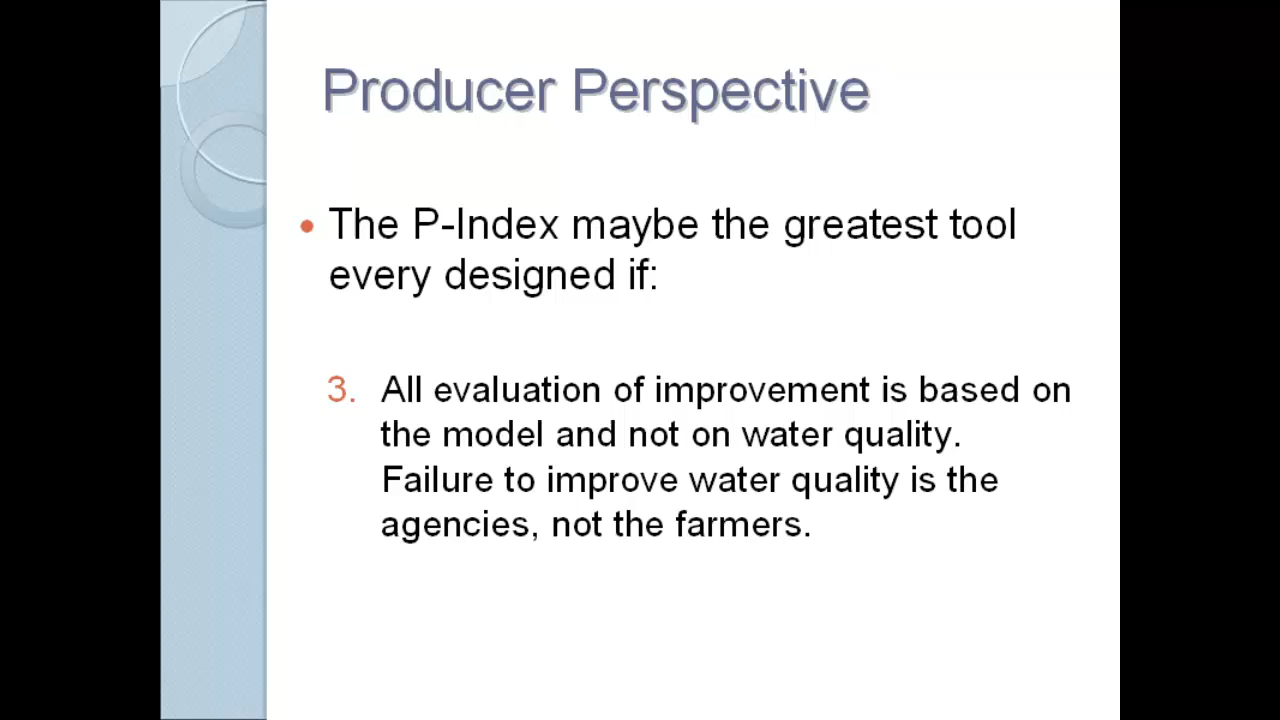 Producer Perspective
• The P-Index maybe the greatest tool
every designed if:
3. All evaluation of improvement is based on
the model and not on water quality.
Failure to improve water quality is the
agencies, not the farmers.